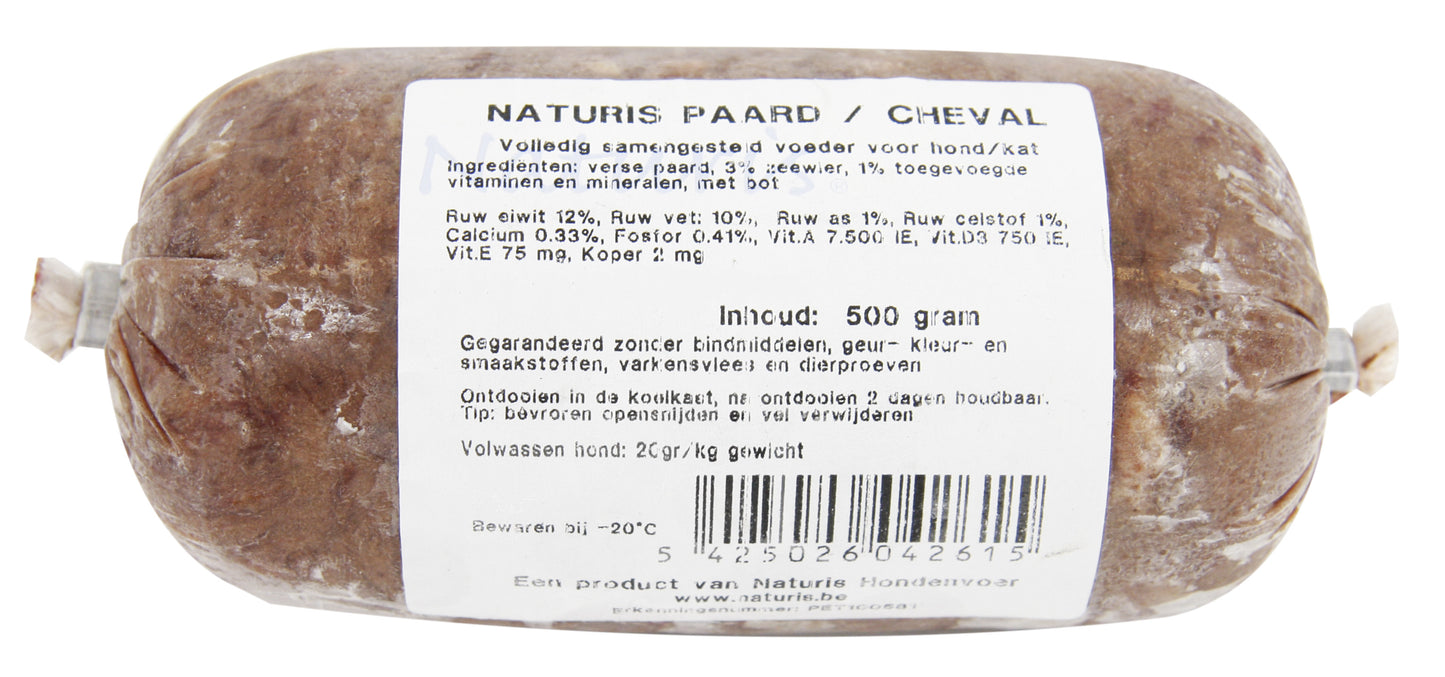 NATURIS PAARD / CHEVAL
Volledig samengesteld voeder voor hond/kat
Ingrediënten: verse paard, 3% zeewier, 1% toegevoegde
vitaminen en mineralen, met bot
Ruw eiwit 12%, Ruw vet: 10%, Ruw as 1%, Ruw celstof 1%,
Calcium 0.33%, Fosfor 0.41%, Vit.A 7.500 IE, Vit.D3 750 IE,
Vit.E 75 mg, Koper 2 mg
Inhoud: 500 gram
Gegarandeerd zonder bindmiddelen, geur- kleur- en
smaakstoffen, varkensvlees en dierproeven
Ontdooien in de koelkast, na ontdooien 2 dagen houdbaar.
Tip: bevroren opensnijden en vel verwijderen
Volwassen hond: 20gr/kg gewicht
Bewaren bij -20°C
5 425026 042615
Een product van Naturis Hondenvoer
www.naturis.be
Erkenningsnummer:
Naturis®